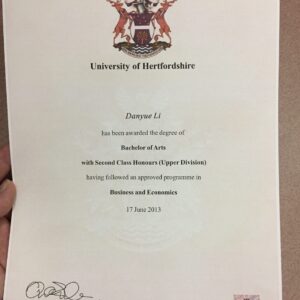 University of Hertfordshire
Danyue Li
has been awarded the degree of
Bachelor of Arts
with Second Class Honours (Upper Division)
having followed an approved programme in
Business and Economics
17 June 2013